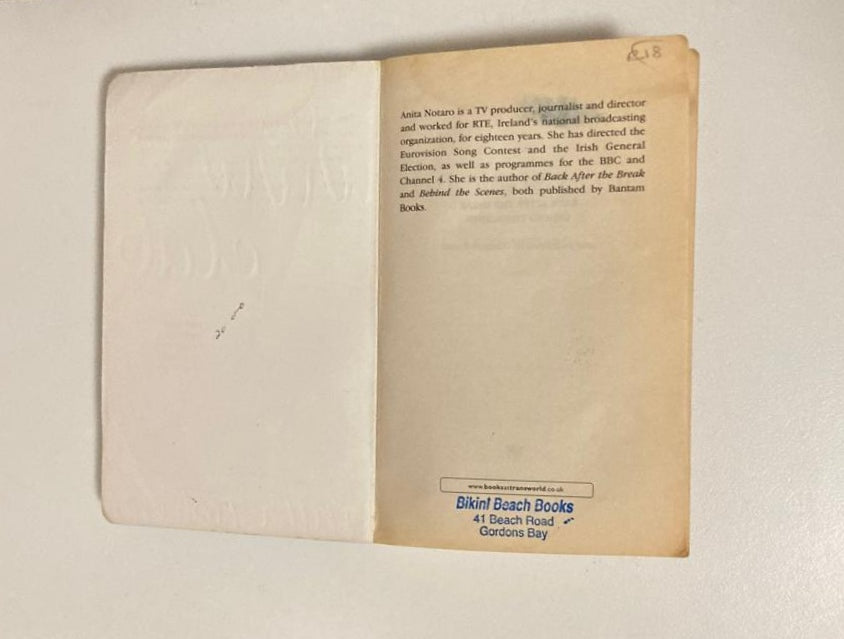 Anita Notaro is a TV producer, journalist and director
and worked for RTE, Ireland's national broadcasting
organization, for eighteen years. She has directed the
Eurovision Song Contest and the Irish General
Election, as well as programmes for the BBC and
Channel 4. She is the author of Back After the Break
and Behind the Scenes, both published by Bantam
Books.
www.booksattransworld.co.uk
Bikini Beach Books
41 Beach Road
Gordons Bay